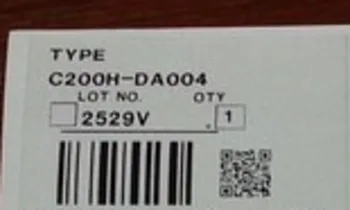 TYPE
C200H-DA004
LOT NO. QTY
2529V 1